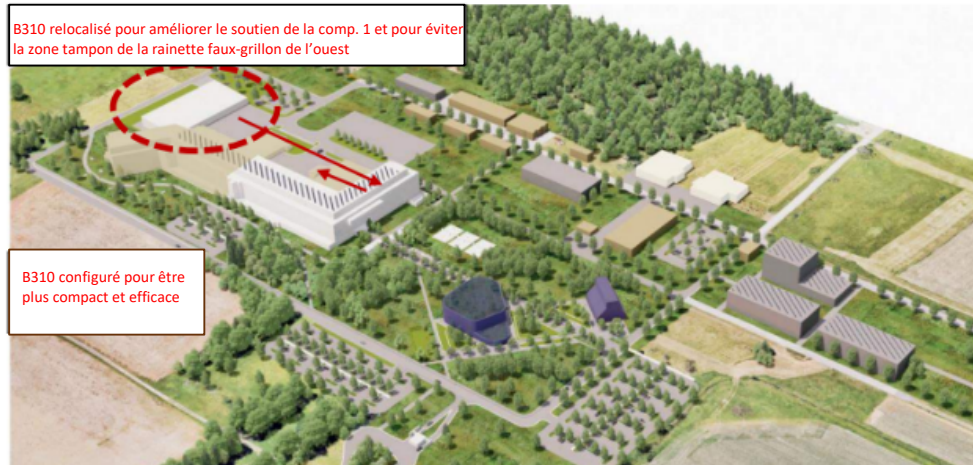 B310 relocalisé pour améliorer le soutien de la comp. 1 et pour éviter
la zone tampon de la rainette faux-grillon de l’ouest
B310 configuré pour être
plus compact et efficace